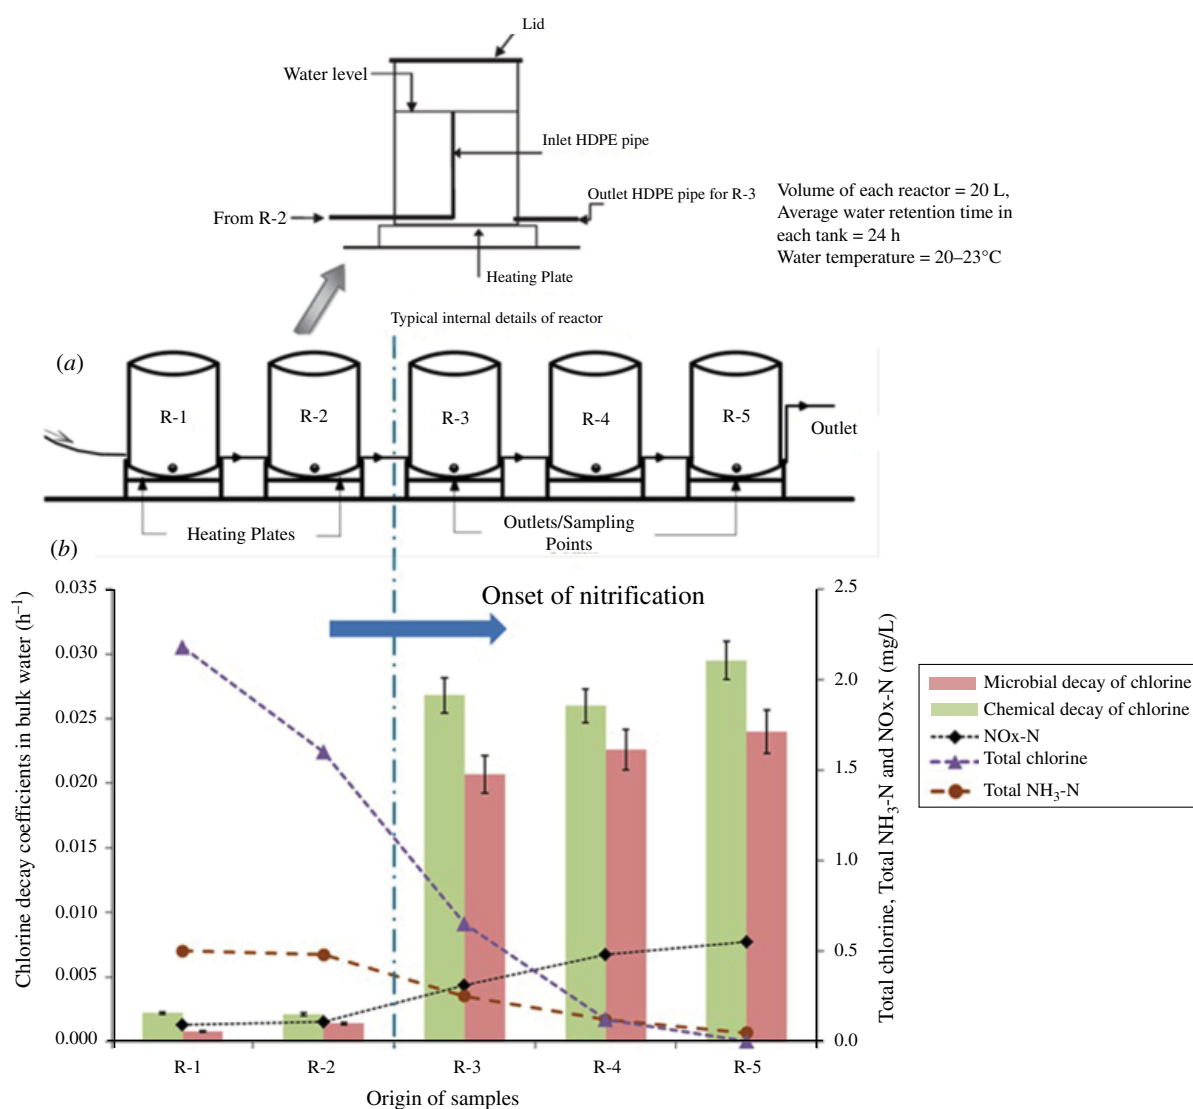 Lid
Water level
Inlet HDPE pipe
Outlet HDPE pipe for R-3
From R-2
Heating Plate
Volume of each reactor = 20 L,
Average water retention time in
each tank = 24 h
Water temperature = 20–23°C
Typical internal details of reactor
(a)
R-1
R-2
R-3
R-4
R-5
Outlet
Heating Plates
Outlets/Sampling
Points
(b)
Onset of nitrification
Chlorine decay coefficients in bulk water (h⁻¹)
0.035
0.030
0.025
0.020
0.015
0.010
0.005
0.000
2.5
2.0
1.5
1.0
0.5
0.0
Total chlorine, Total NH₃-N and NOx-N (mg/L)
R-1
R-2
R-3
R-4
R-5
Origin of samples
Microbial decay of chlorine
Chemical decay of chlorine
NOx-N
Total chlorine
Total NH₃-N